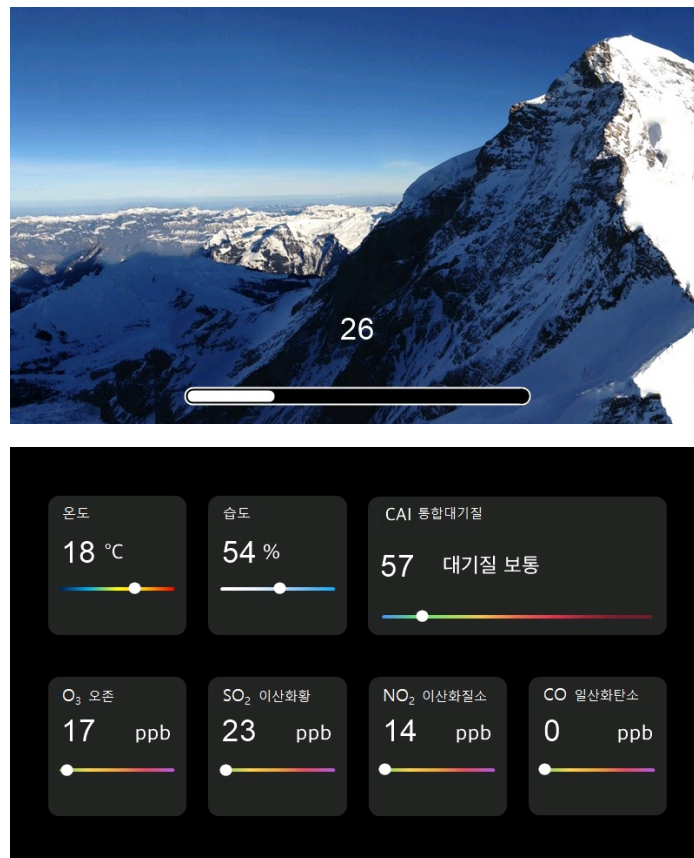 26
온도
18 °C
습도
54 %
CAI 통합대기질
57 대기질 보통
O₃ 오존
17 ppb
SO₂ 이산화황
23 ppb
NO₂ 이산화질소
14 ppb
CO 일산화탄소
0 ppb